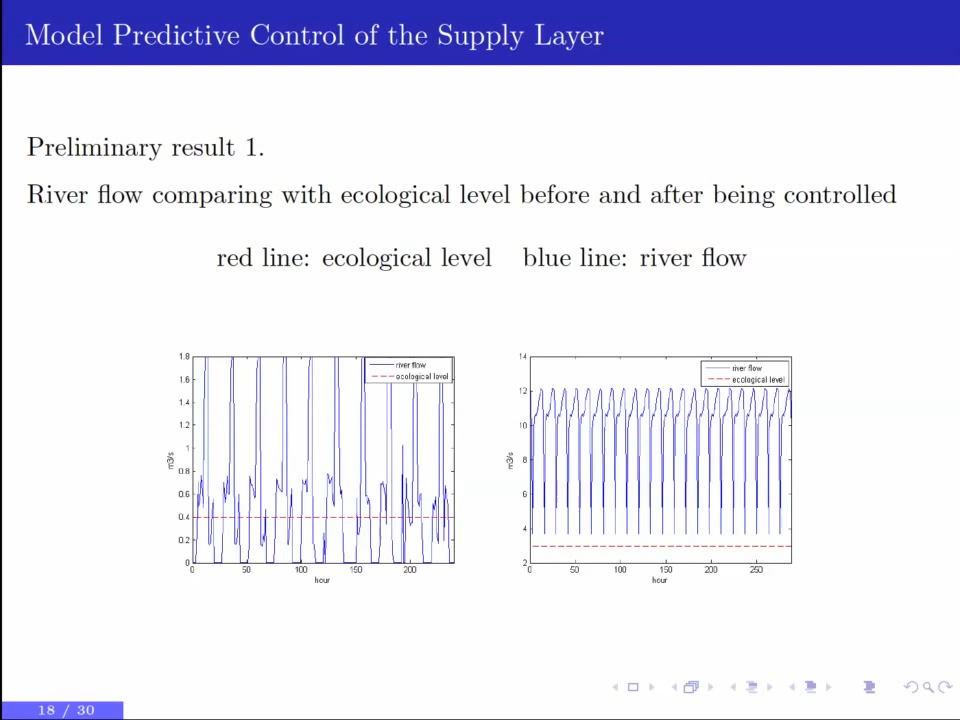 Model Predictive Control of the Supply Layer
Preliminary result 1.
River flow comparing with ecological level before and after being controlled
red line: ecological level blue line: river flow
1.8
1.6
1.4
1.2
1
0.8
0.6
0.4
0.2
0
m3/s
river flow
ecological level
0 50 100 150 200
hour
14
12
10
8
6
4
2
m3/s
river flow
ecological level
0 50 100 150 200 250
hour
18 / 30